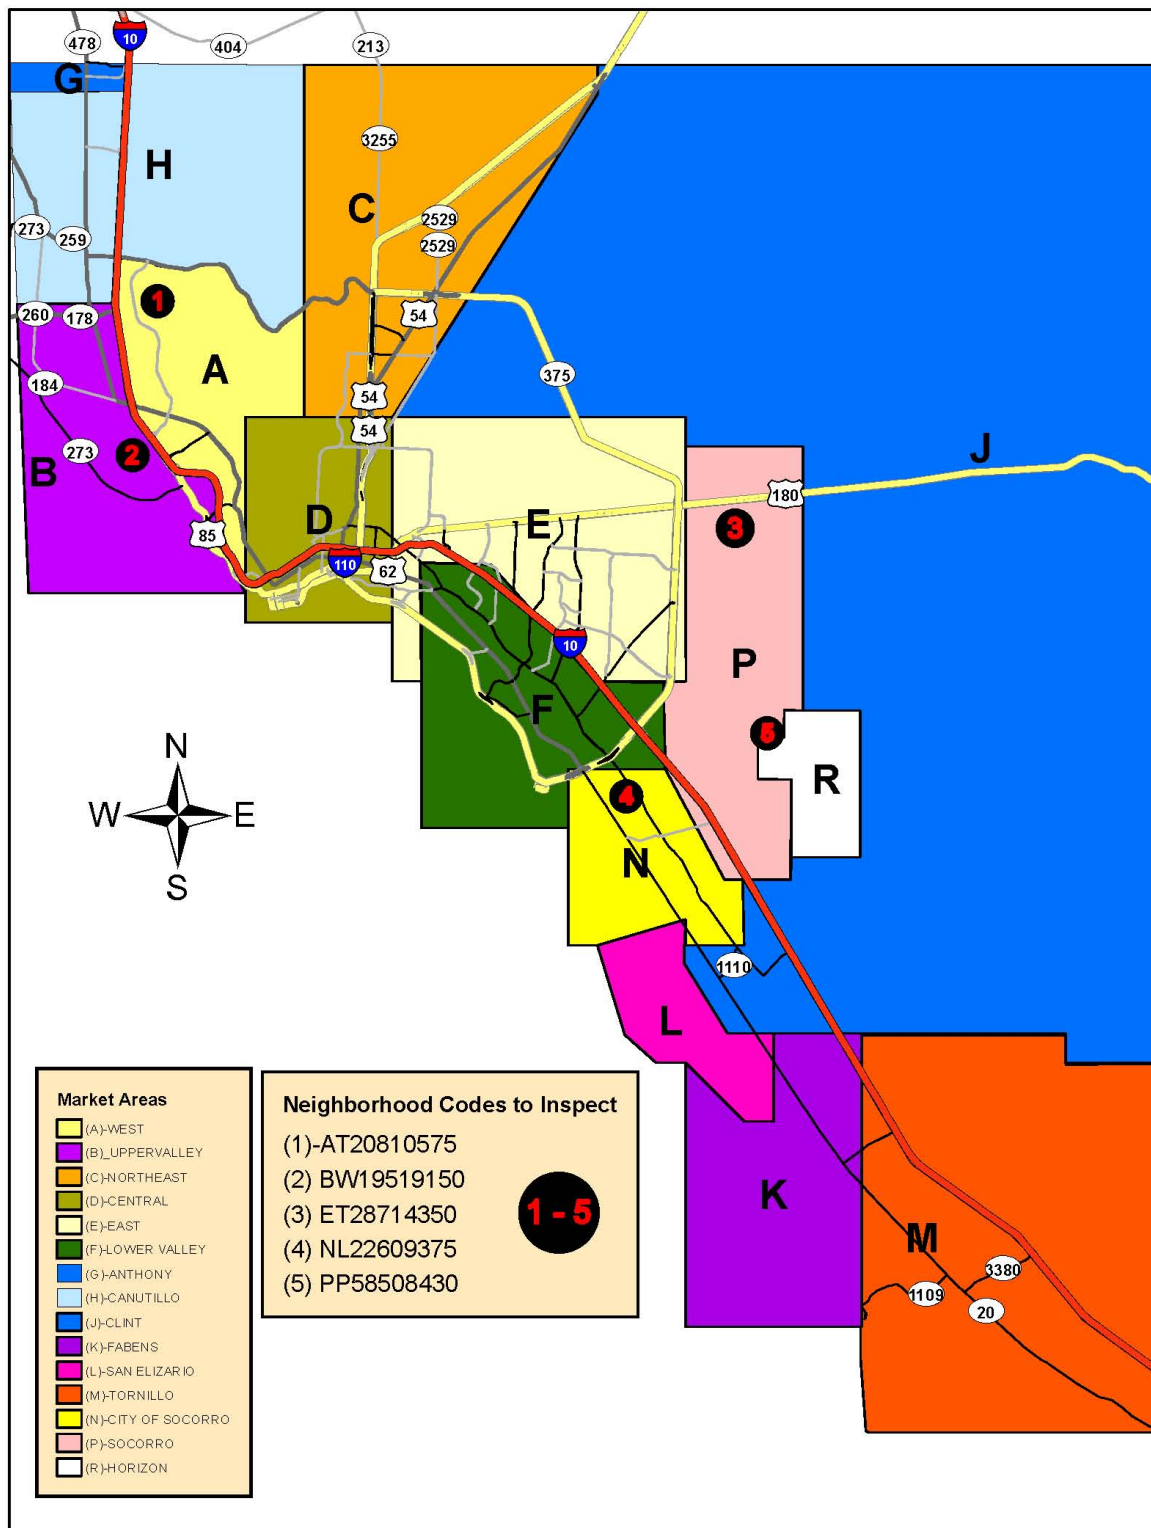 10
478
404
213
G
3255
H
C
2529
273
259
2529
1
260
178
54
A
375
184
54
54
2
273
B
J
180
D
E
3
85
110
62
10
P
F
5
N
R
4
W
E
N
S
1110
L
K
M
3380
1109
20
Market Areas
(A)-WEST
(B)_UPPERVALLEY
(C)-NORTHEAST
(D)-CENTRAL
(E)-EAST
(F)-LOWER VALLEY
(G)-ANTHONY
(H)-CANUTILLO
(J)-CLINT
(K)-FABENS
(L)-SAN ELIZARIO
(M)-TORNILLO
(N)-CITY OF SOCORRO
(P)-SOCORRO
(R)-HORIZON
Neighborhood Codes to Inspect
(1)-AT20810575
(2) BW19519150
(3) ET28714350
(4) NL22609375
(5) PP58508430
1 - 5